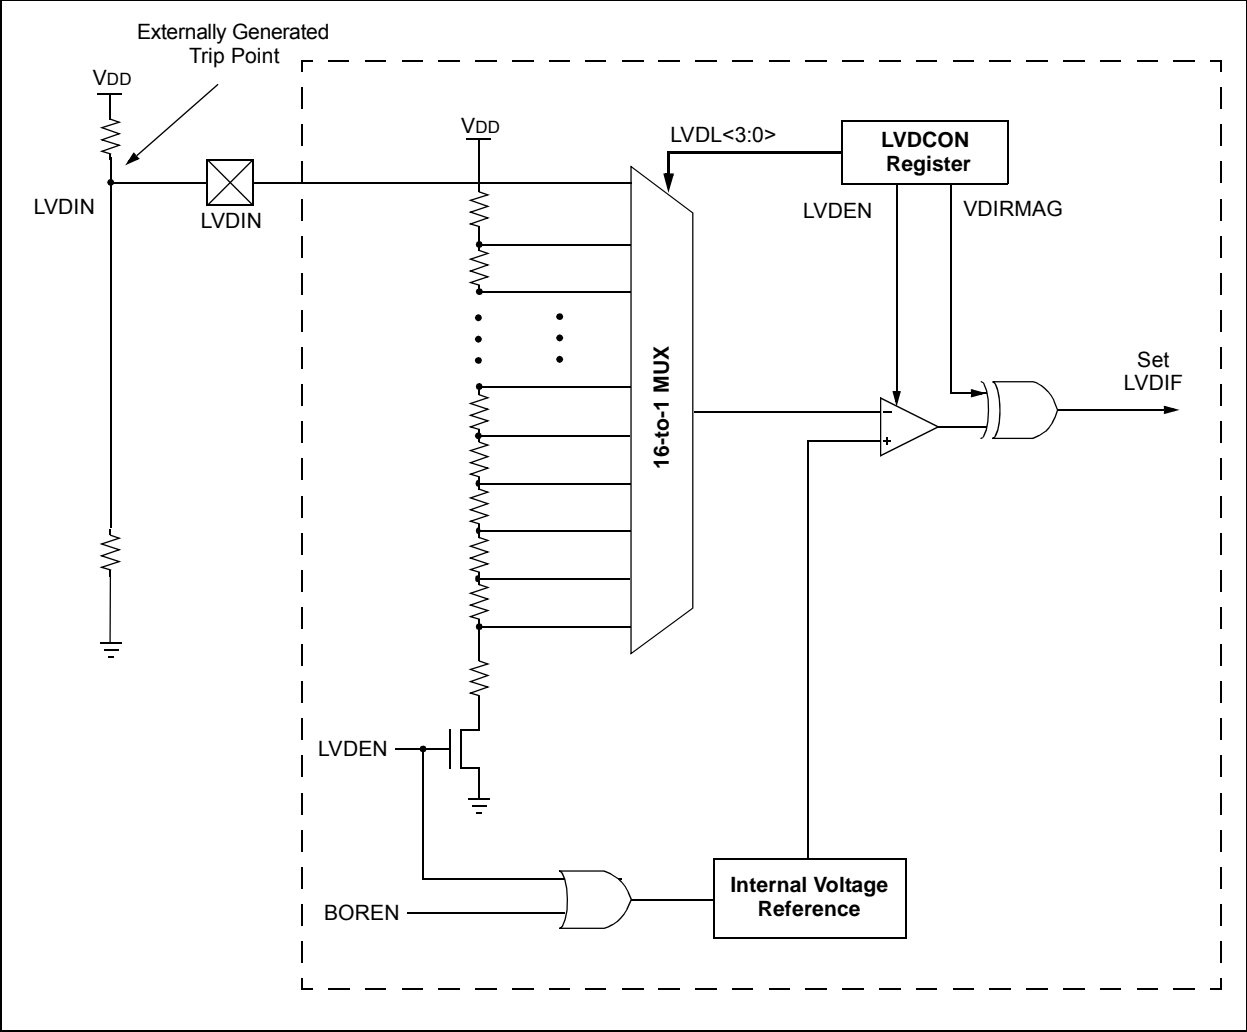 Externally Generated
Trip Point
VDD
VDD
LVDL<3:0>
LVDCON
Register
LVDIN
LVDIN
LVDEN
VDIRMAG
16-to-1 MUX
Set
LVDIF
–
+
LVDEN
BOREN
Internal Voltage
Reference